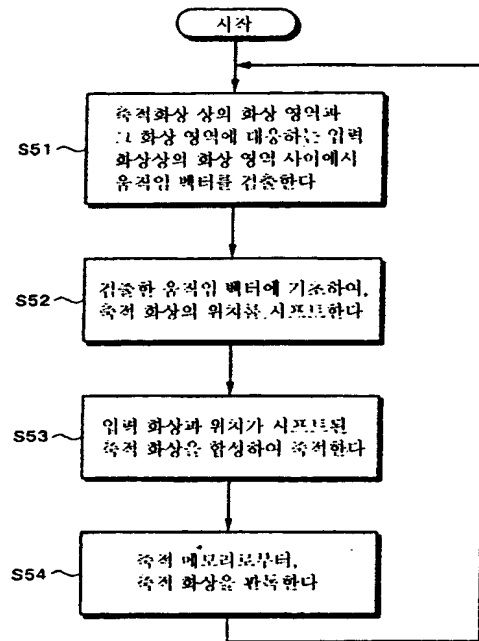 시작
S51
축적화상 상의 화상 영역과
그 화상 영역에 대응하는 입력
화상상의 화상 영역 사이에서
움직임 벡터를 검출한다
S52
검출한 움직임 벡터에 기초하여,
축적 화상의 위치를 시프트한다
S53
입력 화상과 위치가 시프트된
축적 화상을 합성하여 축적한다
S54
축적 메모리로부터,
축적 화상을 판독한다